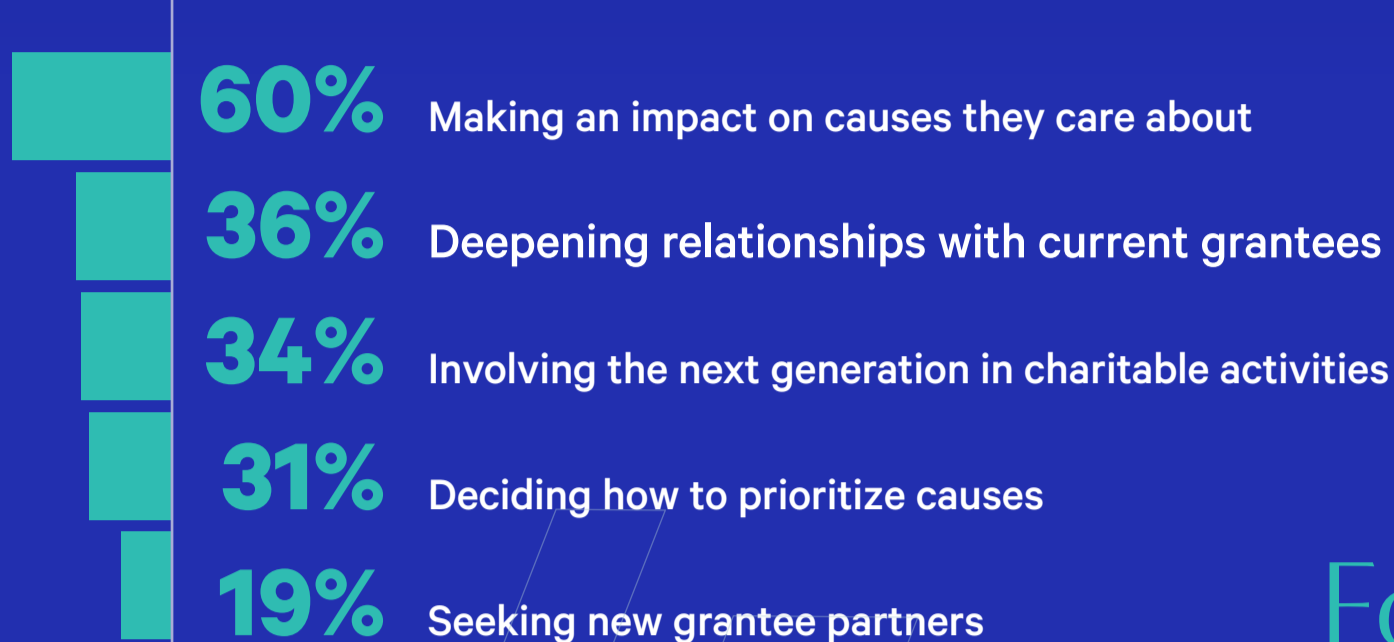 60% Making an impact on causes they care about
36% Deepening relationships with current grantees
34% Involving the next generation in charitable activities
31% Deciding how to prioritize causes
19% Seeking new grantee partners